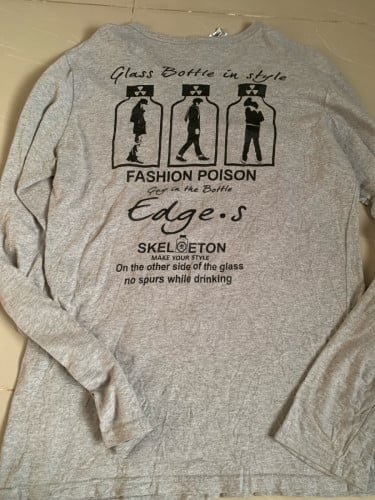 Glass Bottle in style
FASHION POISON
Guy in the Bottle
Edge.s
SKELETON
MAKE YOUR STYLE
On the other side of the glass
no spurs while drinking